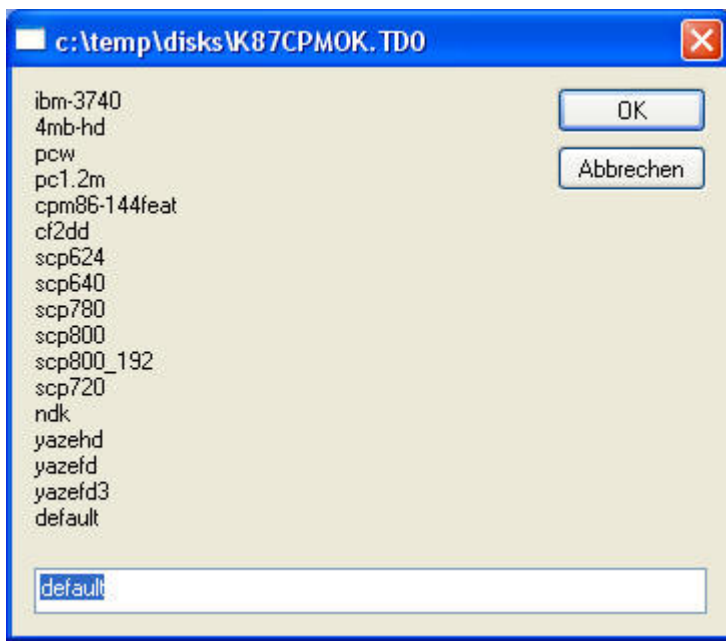 c:\temp\disks\K87CPMOK.TD0
ibm-3740
4mb-hd
pcw
pc1.2m
cpm86-144feat
cf2dd
scp624
scp640
scp780
scp800
scp800_192
scp720
ndk
yazehd
yazefd
yazefd3
default
OK
Abbrechen
default